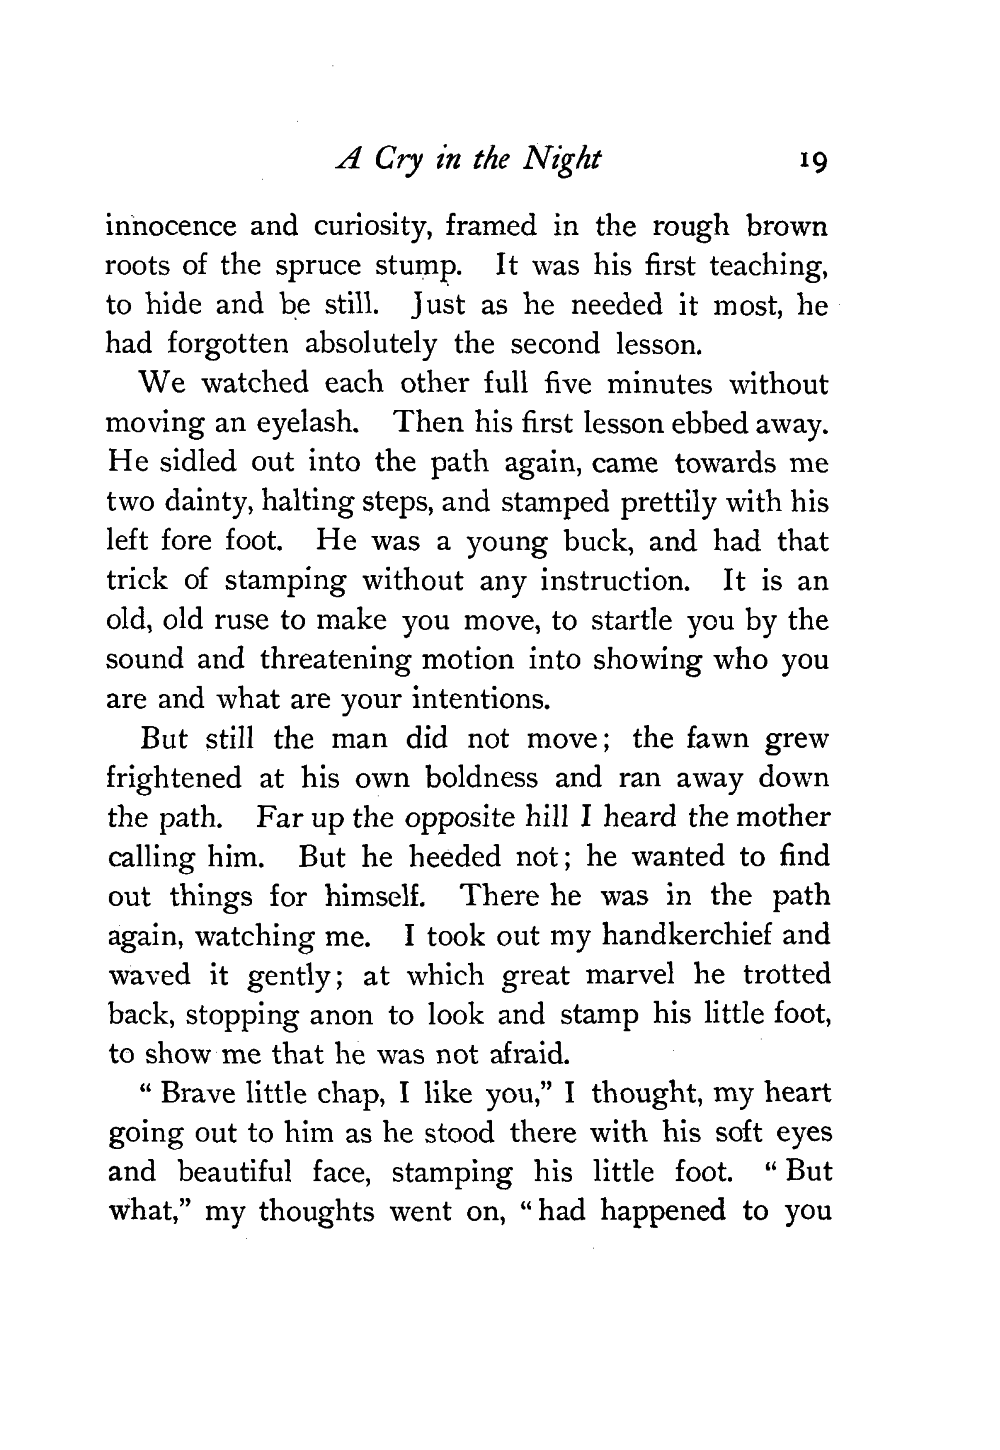 A Cry in the Night 19
innocence and curiosity, framed in the rough brown
roots of the spruce stump. It was his first teaching,
to hide and be still. Just as he needed it most, he
had forgotten absolutely the second lesson.
We watched each other full five minutes without
moving an eyelash. Then his first lesson ebbed away.
He sidled out into the path again, came towards me
two dainty, halting steps, and stamped prettily with his
left fore foot. He was a young buck, and had that
trick of stamping without any instruction. It is an
old, old ruse to make you move, to startle you by the
sound and threatening motion into showing who you
are and what are your intentions.
But still the man did not move; the fawn grew
frightened at his own boldness and ran away down
the path. Far up the opposite hill I heard the mother
calling him. But he heeded not; he wanted to find
out things for himself. There he was in the path
again, watching me. I took out my handkerchief and
waved it gently; at which great marvel he trotted
back, stopping anon to look and stamp his little foot,
to show me that he was not afraid.
“ Brave little chap, I like you,” I thought, my heart
going out to him as he stood there with his soft eyes
and beautiful face, stamping his little foot. “ But
what,” my thoughts went on, “ had happened to you